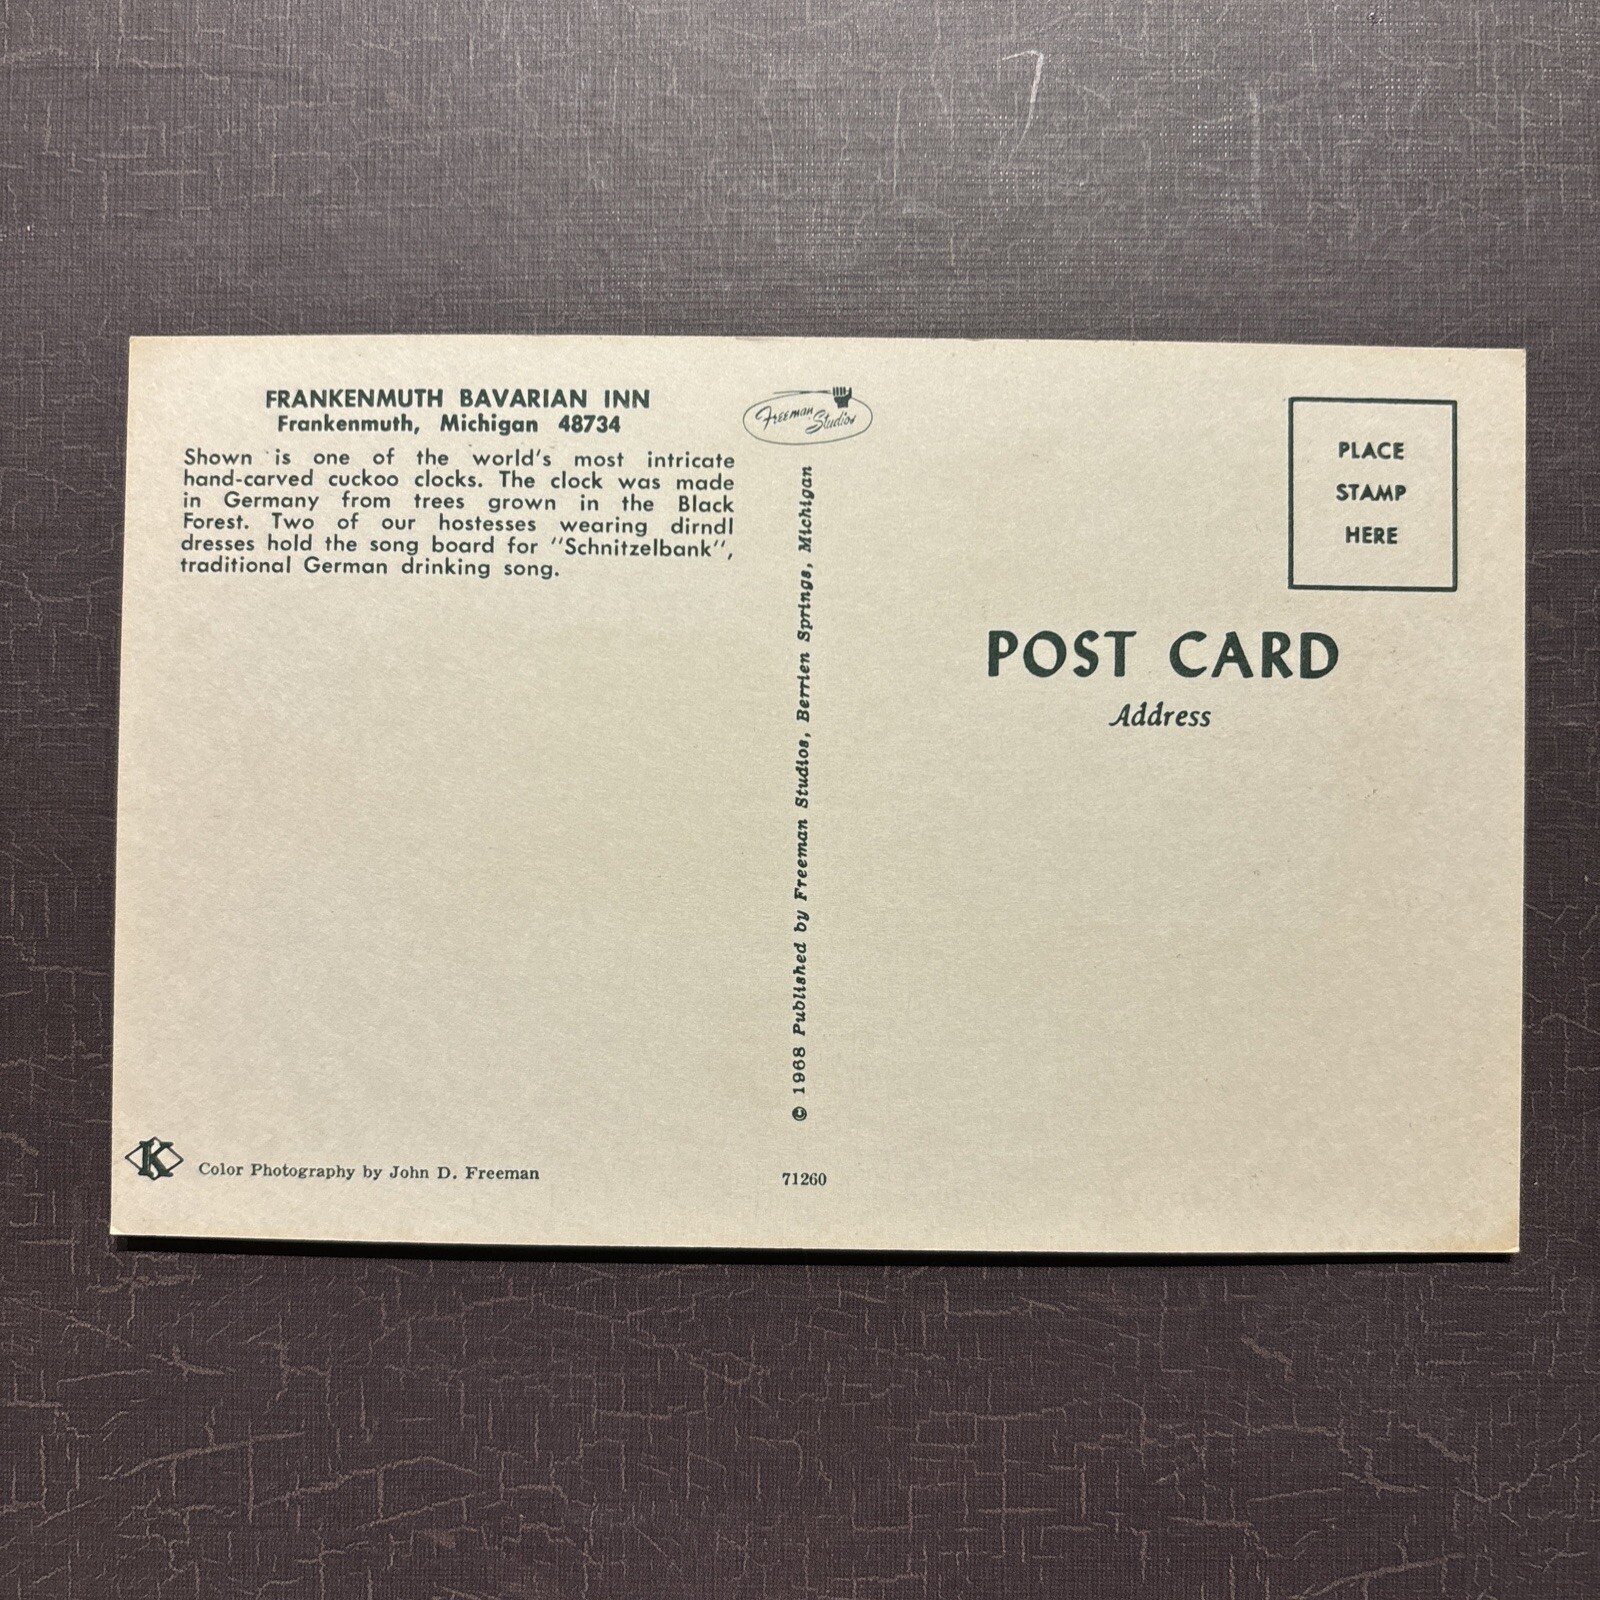 FRANKENMUTH BAVARIAN INN
Frankenmuth, Michigan 48734
Shown is one of the world's most intricate
hand-carved cuckoo clocks. The clock was made
in Germany from trees grown in the Black
Forest. Two of our hostesses wearing dirndl
dresses hold the song board for "Schnitzelbank",
traditional German drinking song.
K
Color Photography by John D. Freeman
Freeman
Studios
© 1968 Published by Freeman Studios, Berrien Springs, Michigan
71260
PLACE
STAMP
HERE
POST CARD
Address